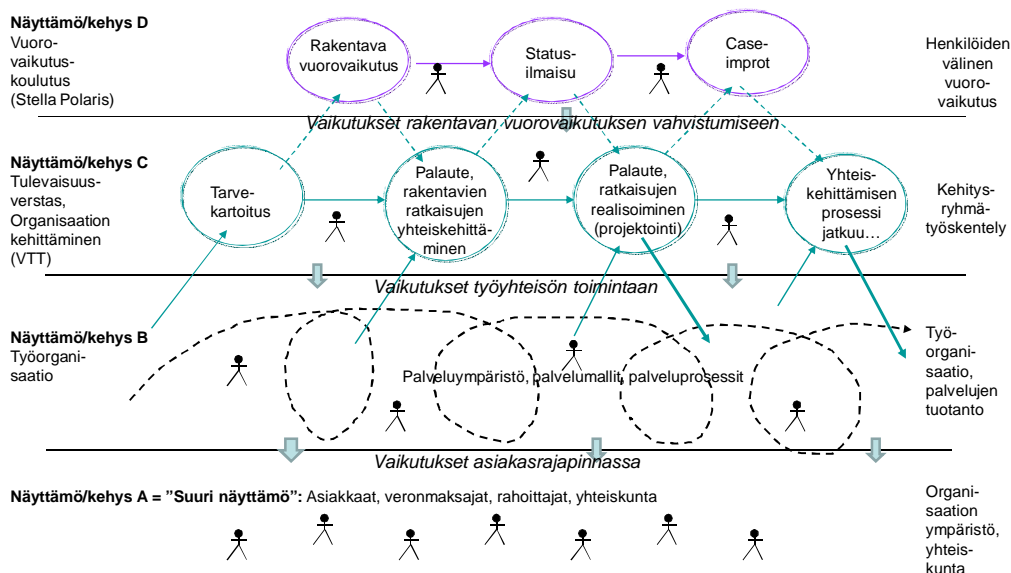 Näyttämö/kehys D
Vuoro-
vaikutus-
koulutus
(Stella Polaris)
Rakentava
vuorovaikutus
Status-
ilmaisu
Case-
improt
Henkilöiden
välinen
vuoro-
vaikutus
Vaikutukset rakentavan vuorovaikutuksen vahvistumiseen
Näyttämö/kehys C
Tulevaisuus-
verstas,
Organisaation
kehittäminen
(VTT)
Tarve-
kartoitus
Palaute,
rakentavien
ratkaisujen
yhteiskehittä-
minen
Palaute,
ratkaisujen
realisoiminen
(projektointi)
Yhteis-
kehittämisen
prosessi
jatkuu…
Kehitys-
ryhmä-
työskentely
Vaikutukset työyhteisön toimintaan
Näyttämö/kehys B
Työorgani-
saatio
Palveluympäristö, palvelumallit, palveluprosessit
Työ-
organi-
saatio,
palvelujen
tuotanto
Vaikutukset asiakasrajapinnassa
Näyttämö/kehys A = ”Suuri näyttämö”: Asiakkaat, veronmaksajat, rahoittajat, yhteiskunta
Organi-
saation
ympäristö,
yhteis-
kunta